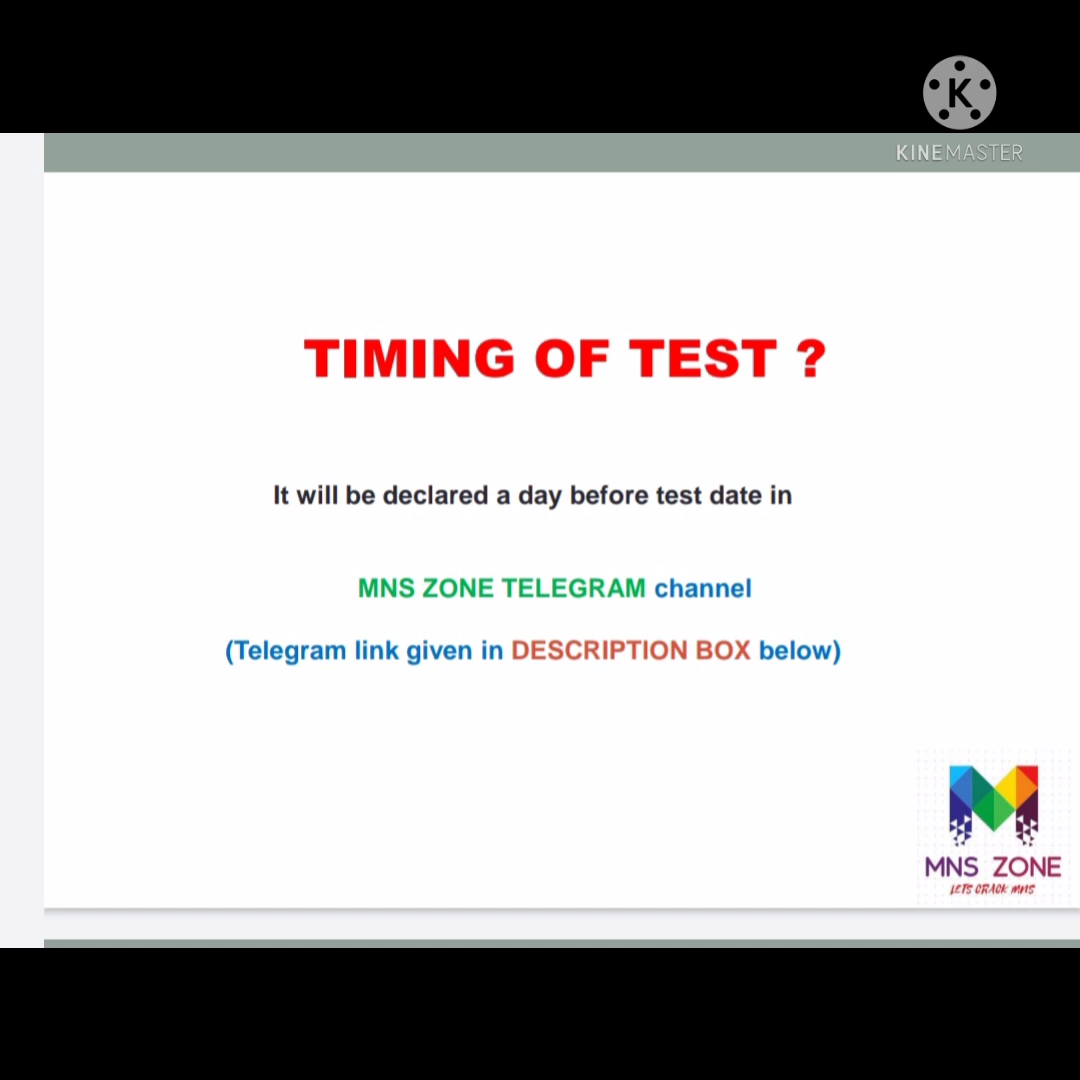 K
KINEMASTER
TIMING OF TEST ?
It will be declared a day before test date in
MNS ZONE TELEGRAM channel
(Telegram link given in DESCRIPTION BOX below)
MNS ZONE
LETS CRACK MNS